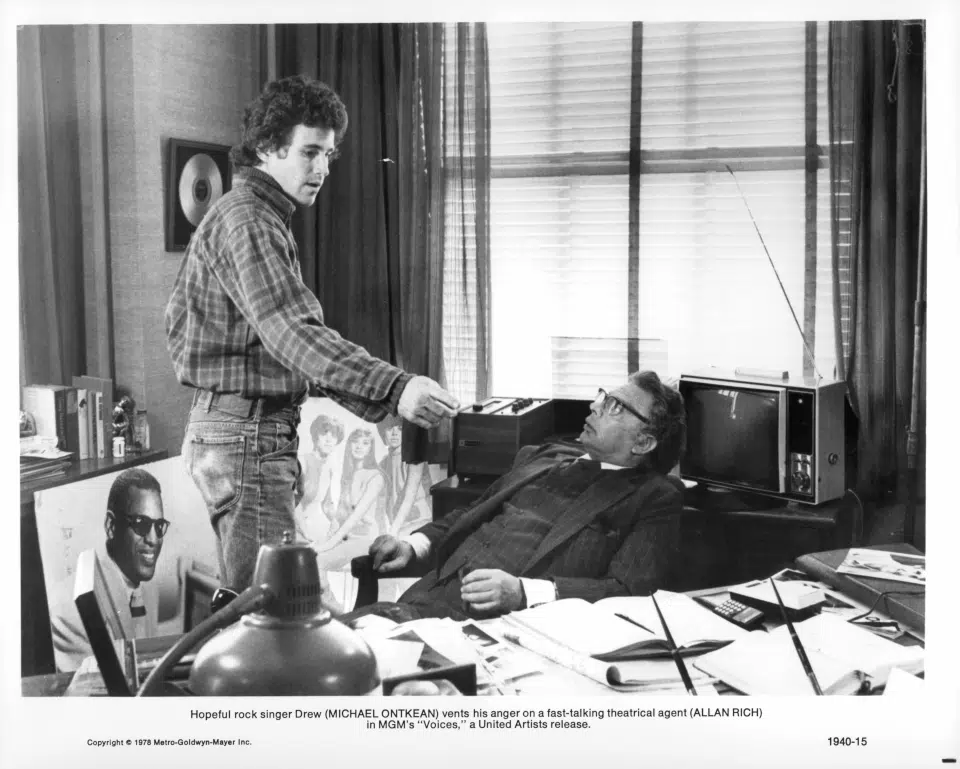 Hopeful rock singer Drew (MICHAEL ONTKEAN) vents his anger on a fast-talking theatrical agent (ALLAN RICH)
in MGM's "Voices," a United Artists release.
Copyright © 1978 Metro-Goldwyn-Mayer Inc.
1940-15